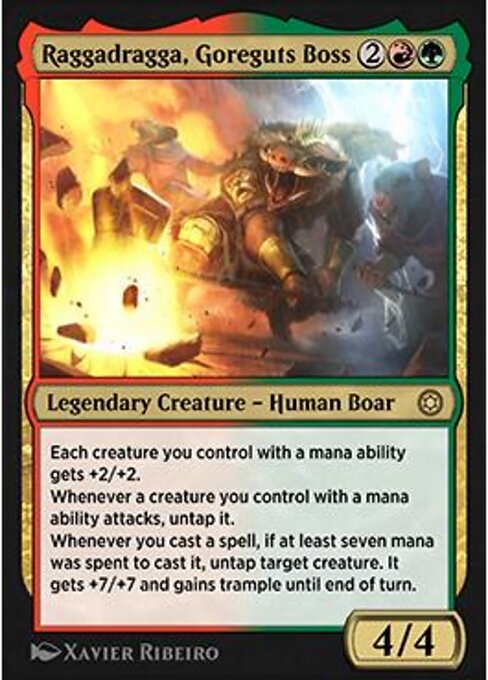 Raggadragga, Goreguts Boss 2
Legendary Creature – Human Boar
Each creature you control with a mana ability
gets +2/+2.
Whenever a creature you control with a mana
ability attacks, untap it.
Whenever you cast a spell, if at least seven mana
was spent to cast it, untap target creature. It
gets +7/+7 and gains trample until end of turn.
4/4
Xavier Ribeiro